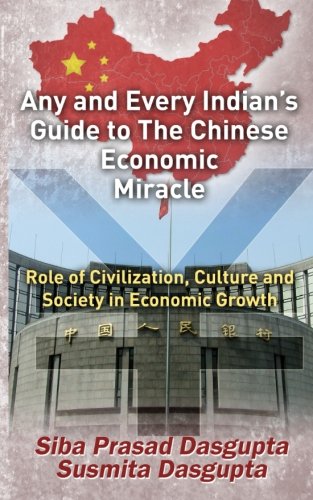 Any and Every Indian's
Guide to The Chinese
Economic
Miracle
Role of Civilization, Culture and
Society in Economic Growth
中国人民银行
Siba Prasad Dasgupta
Susmita Dasgupta